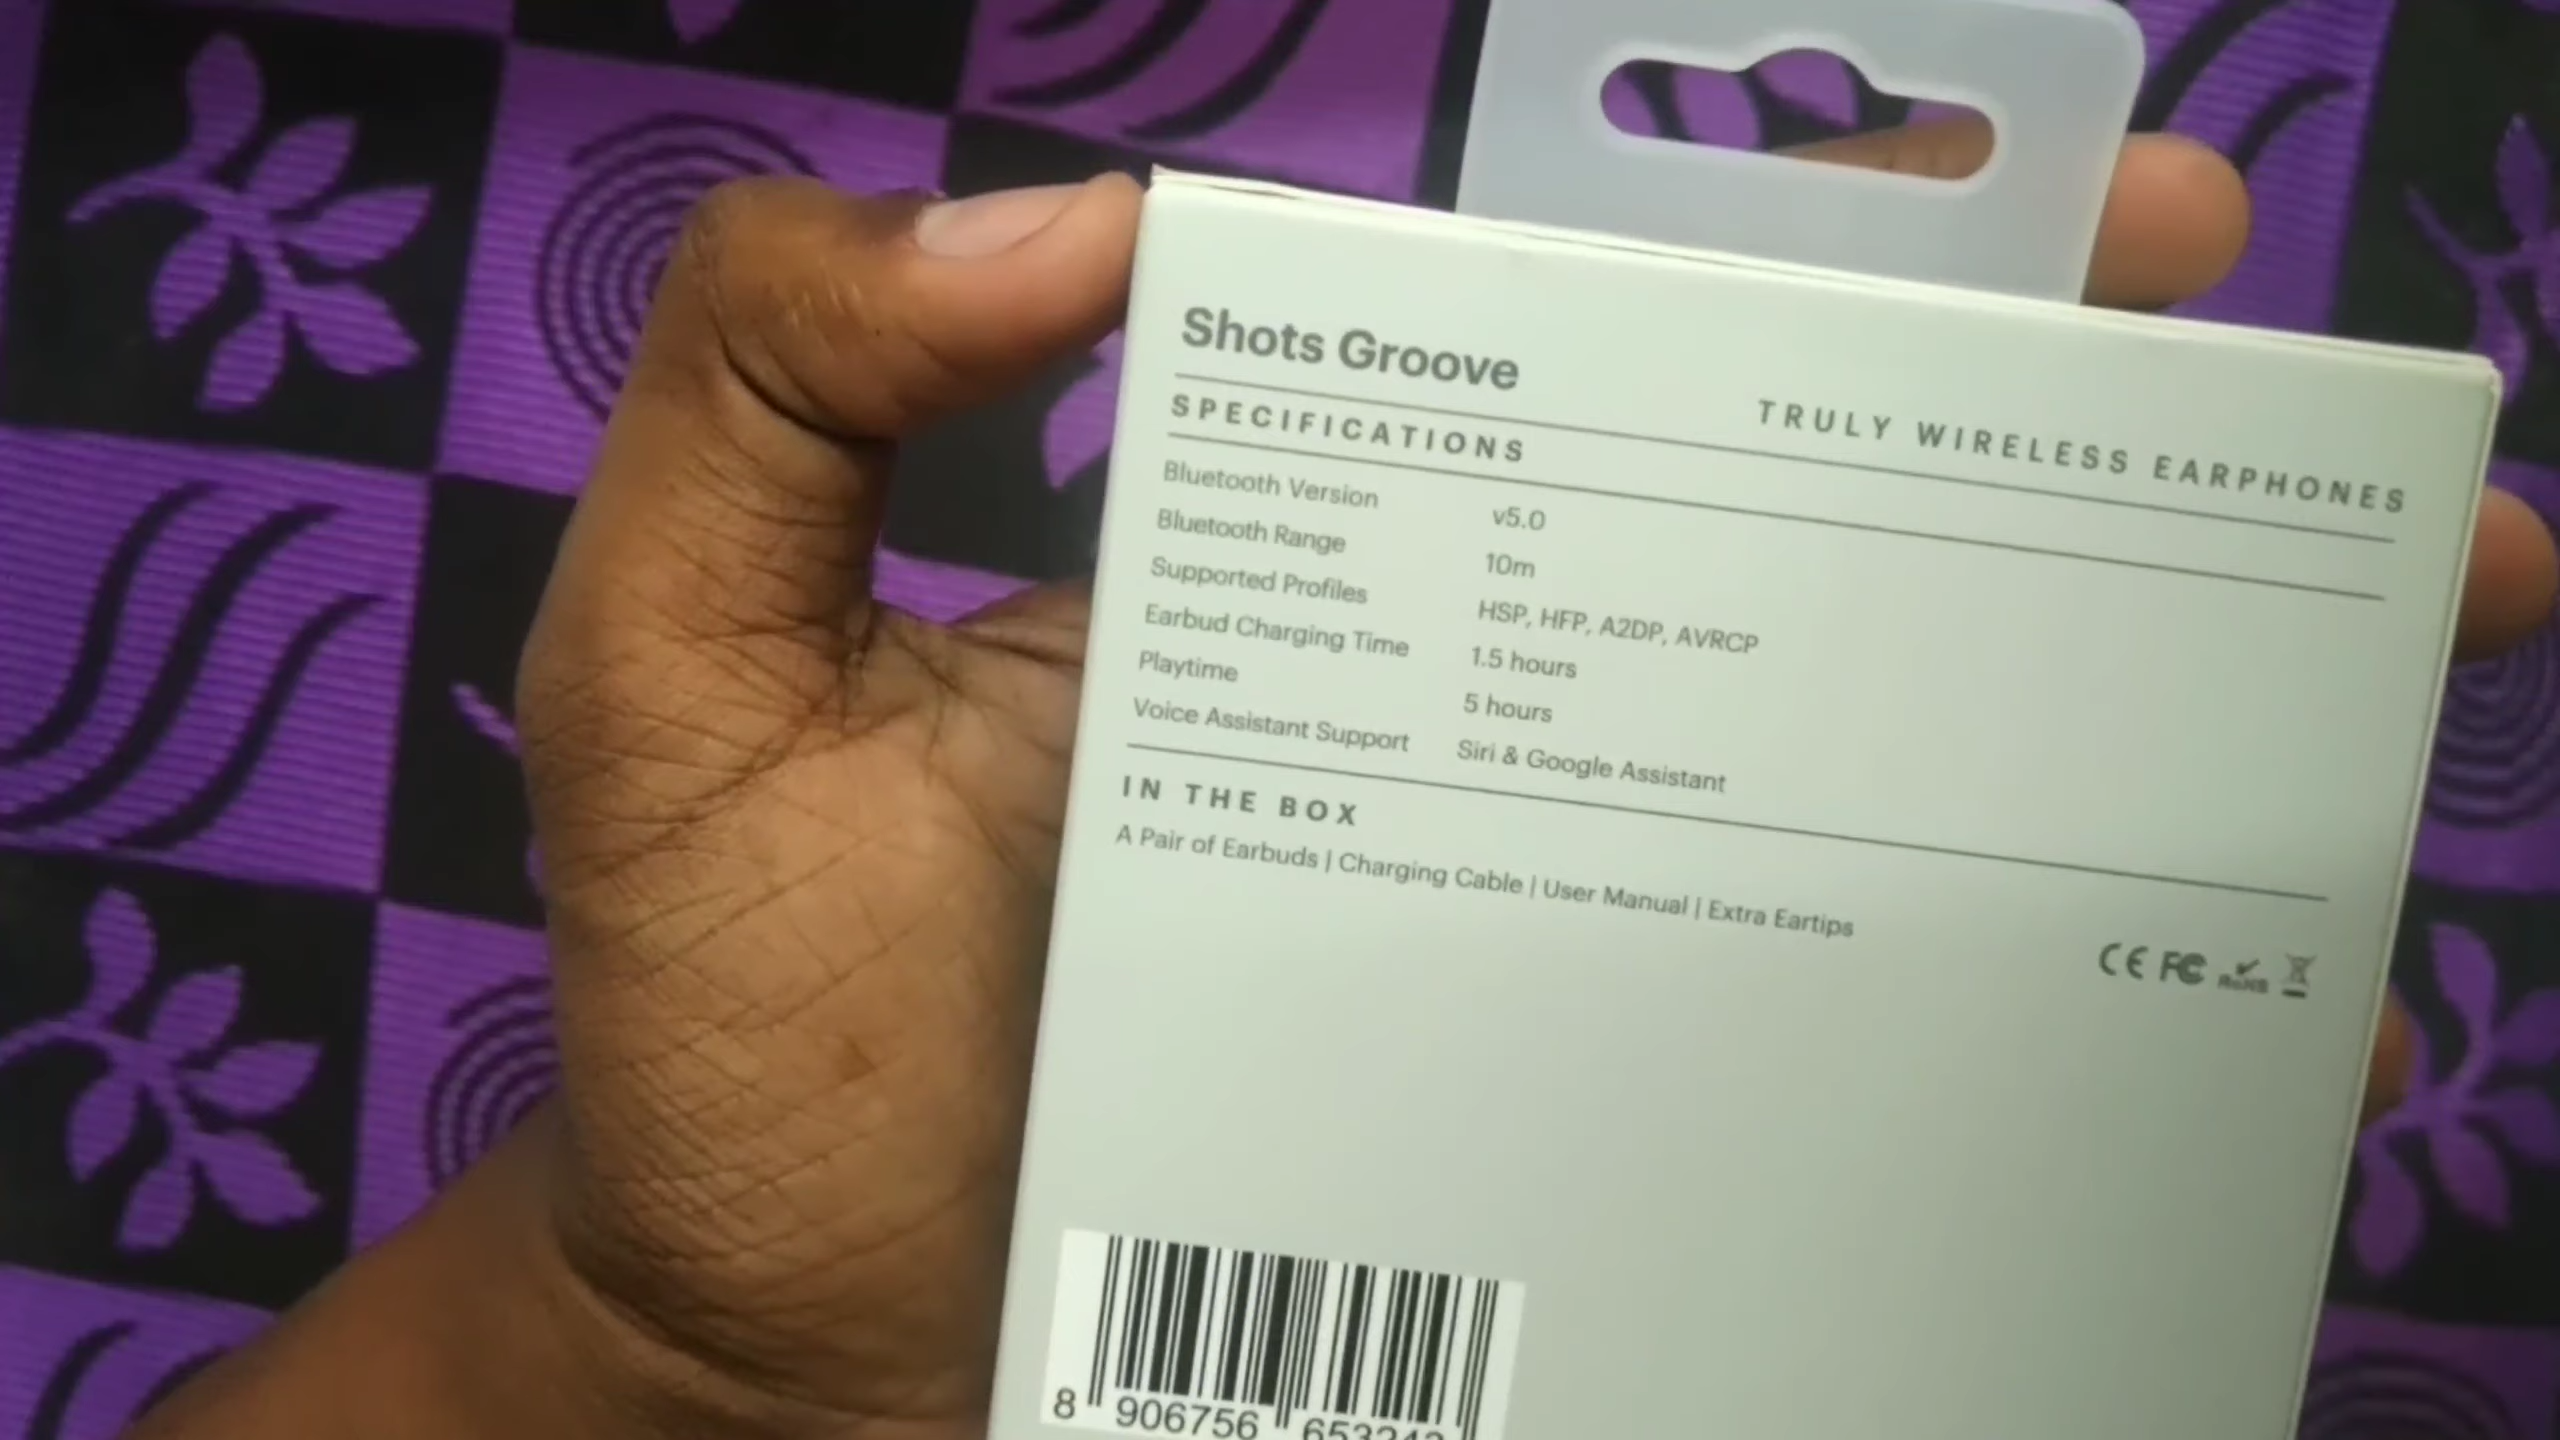 Shots Groove
TRULY WIRELESS EARPHONES
SPECIFICATIONS
Bluetooth Version v5.0
Bluetooth Range 10m
Supported Profiles HSP, HFP, A2DP, AVRCP
Earbud Charging Time 1.5 hours
Playtime 5 hours
Voice Assistant Support Siri & Google Assistant
IN THE BOX
A Pair of Earbuds | Charging Cable | User Manual | Extra Eartips
CE FC RoHS
8 906756